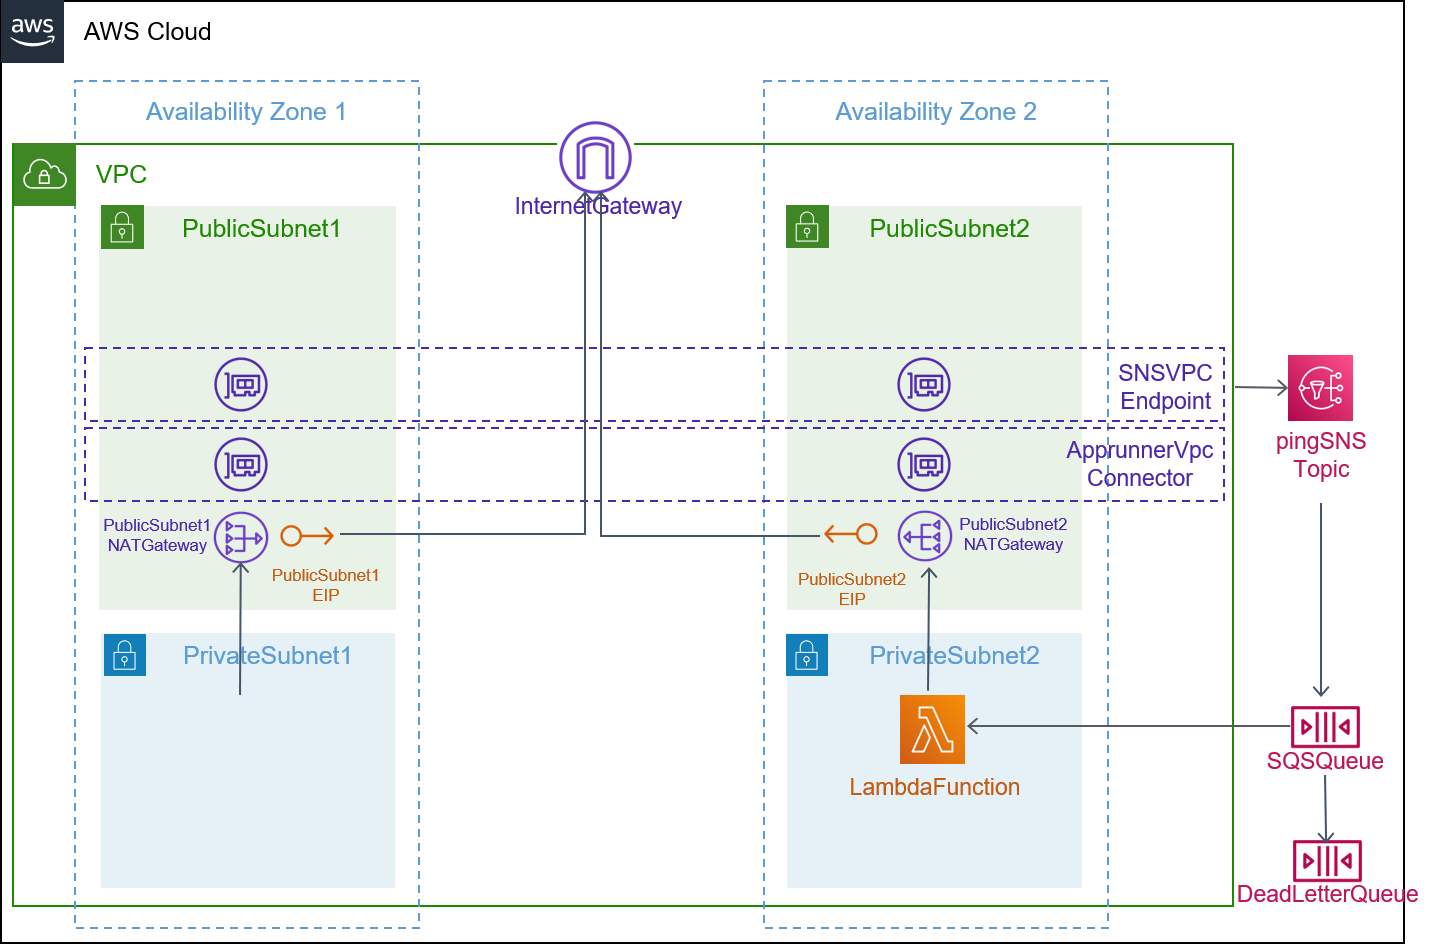 aws
AWS Cloud
Availability Zone 1
Availability Zone 2
VPC
InternetGateway
PublicSubnet1
PublicSubnet2
SNSVPC
Endpoint
ApprunnerVpc
Connector
pingSNS
Topic
PublicSubnet1
NATGateway
PublicSubnet1
EIP
PublicSubnet2
EIP
PublicSubnet2
NATGateway
PrivateSubnet1
PrivateSubnet2
LambdaFunction
SQSQueue
DeadLetterQueue